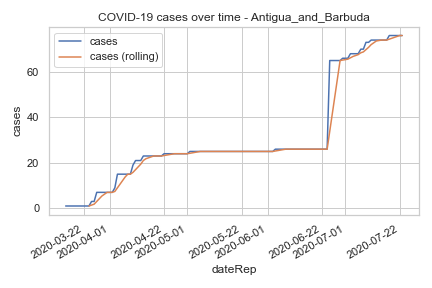 COVID-19 cases over time - Antigua_and_Barbuda
cases
cases (rolling)
cases
60
40
20
0
2020-03-22
2020-04-01
2020-04-22
2020-05-01
2020-05-22
2020-06-01
2020-06-22
2020-07-01
2020-07-22
dateRep